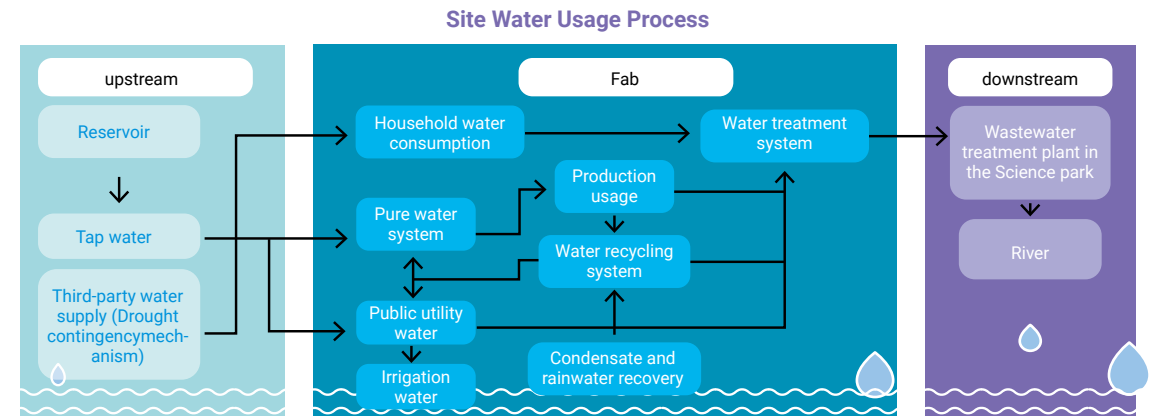 Site Water Usage Process
upstream
Reservoir
Tap water
Third-party water
supply (Drought
contingencymech-
anism)
Fab
Household water
consumption
Water treatment
system
Production
usage
Pure water
system
Water recycling
system
Public utility
water
Condensate and
rainwater recovery
Irrigation
water
downstream
Wastewater
treatment plant in
the Science park
River